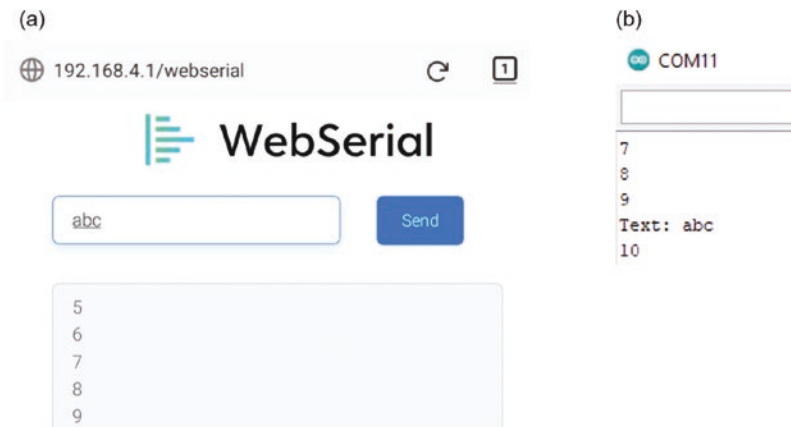 (a)
192.168.4.1/webserial
1
WebSerial
abc
Send
5
6
7
8
9
(b)
COM11
7
8
9
Text: abc
10